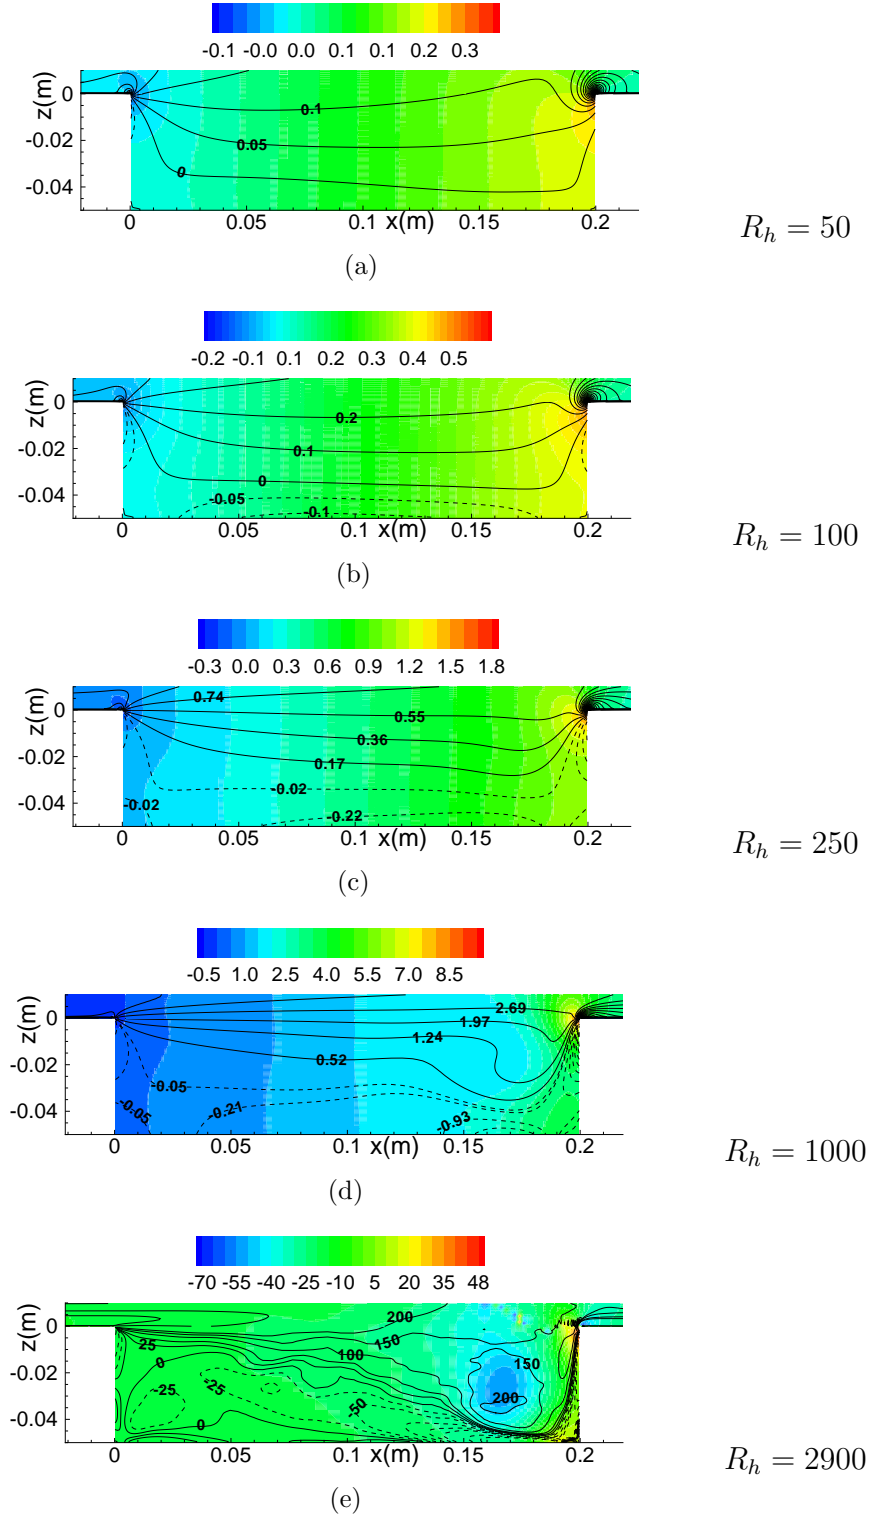 -0.1 -0.0 0.0 0.1 0.1 0.2 0.3
z(m)
0
-0.02
-0.04
0.1
0.05
0
0 0.05 0.1 x(m) 0.15 0.2
R_h = 50
(a)
-0.2 -0.1 0.1 0.2 0.3 0.4 0.5
z(m)
0
-0.02
-0.04
0.2
0.1
0
-0.05
-0.1
0 0.05 0.1 x(m) 0.15 0.2
R_h = 100
(b)
-0.3 0.0 0.3 0.6 0.9 1.2 1.5 1.8
z(m)
0
-0.02
-0.04
0.74
0.55
0.36
0.17
-0.02
-0.02
-0.22
0 0.05 0.1 x(m) 0.15 0.2
R_h = 250
(c)
-0.5 1.0 2.5 4.0 5.5 7.0 8.5
z(m)
0
-0.02
-0.04
2.69
1.97
1.24
0.52
-0.05
-0.05
-0.21
-0.93
0 0.05 0.1 x(m) 0.15 0.2
R_h = 1000
(d)
-70 -55 -40 -25 -10 5 20 35 48
z(m)
0
-0.02
-0.04
200
150
25
100
0
150
-25
-25
200
-50
0
0 0.05 0.1 x(m) 0.15 0.2
R_h = 2900
(e)